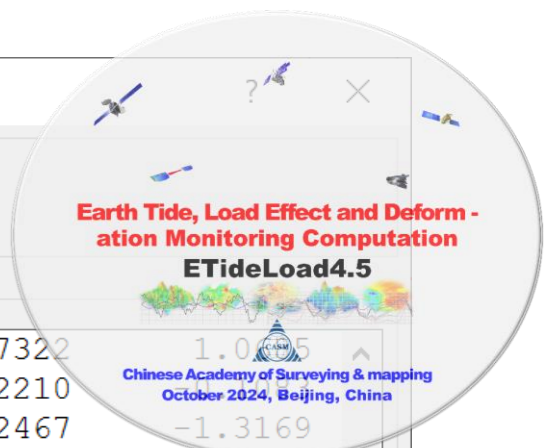 ?
Earth Tide, Load Effect and Deform -
ation Monitoring Computation
ETideLoad4.5
CASM
7322
Chinese Academy of Surveying & mapping
2210
October 2024, Beijing, China
2467 -1.3169